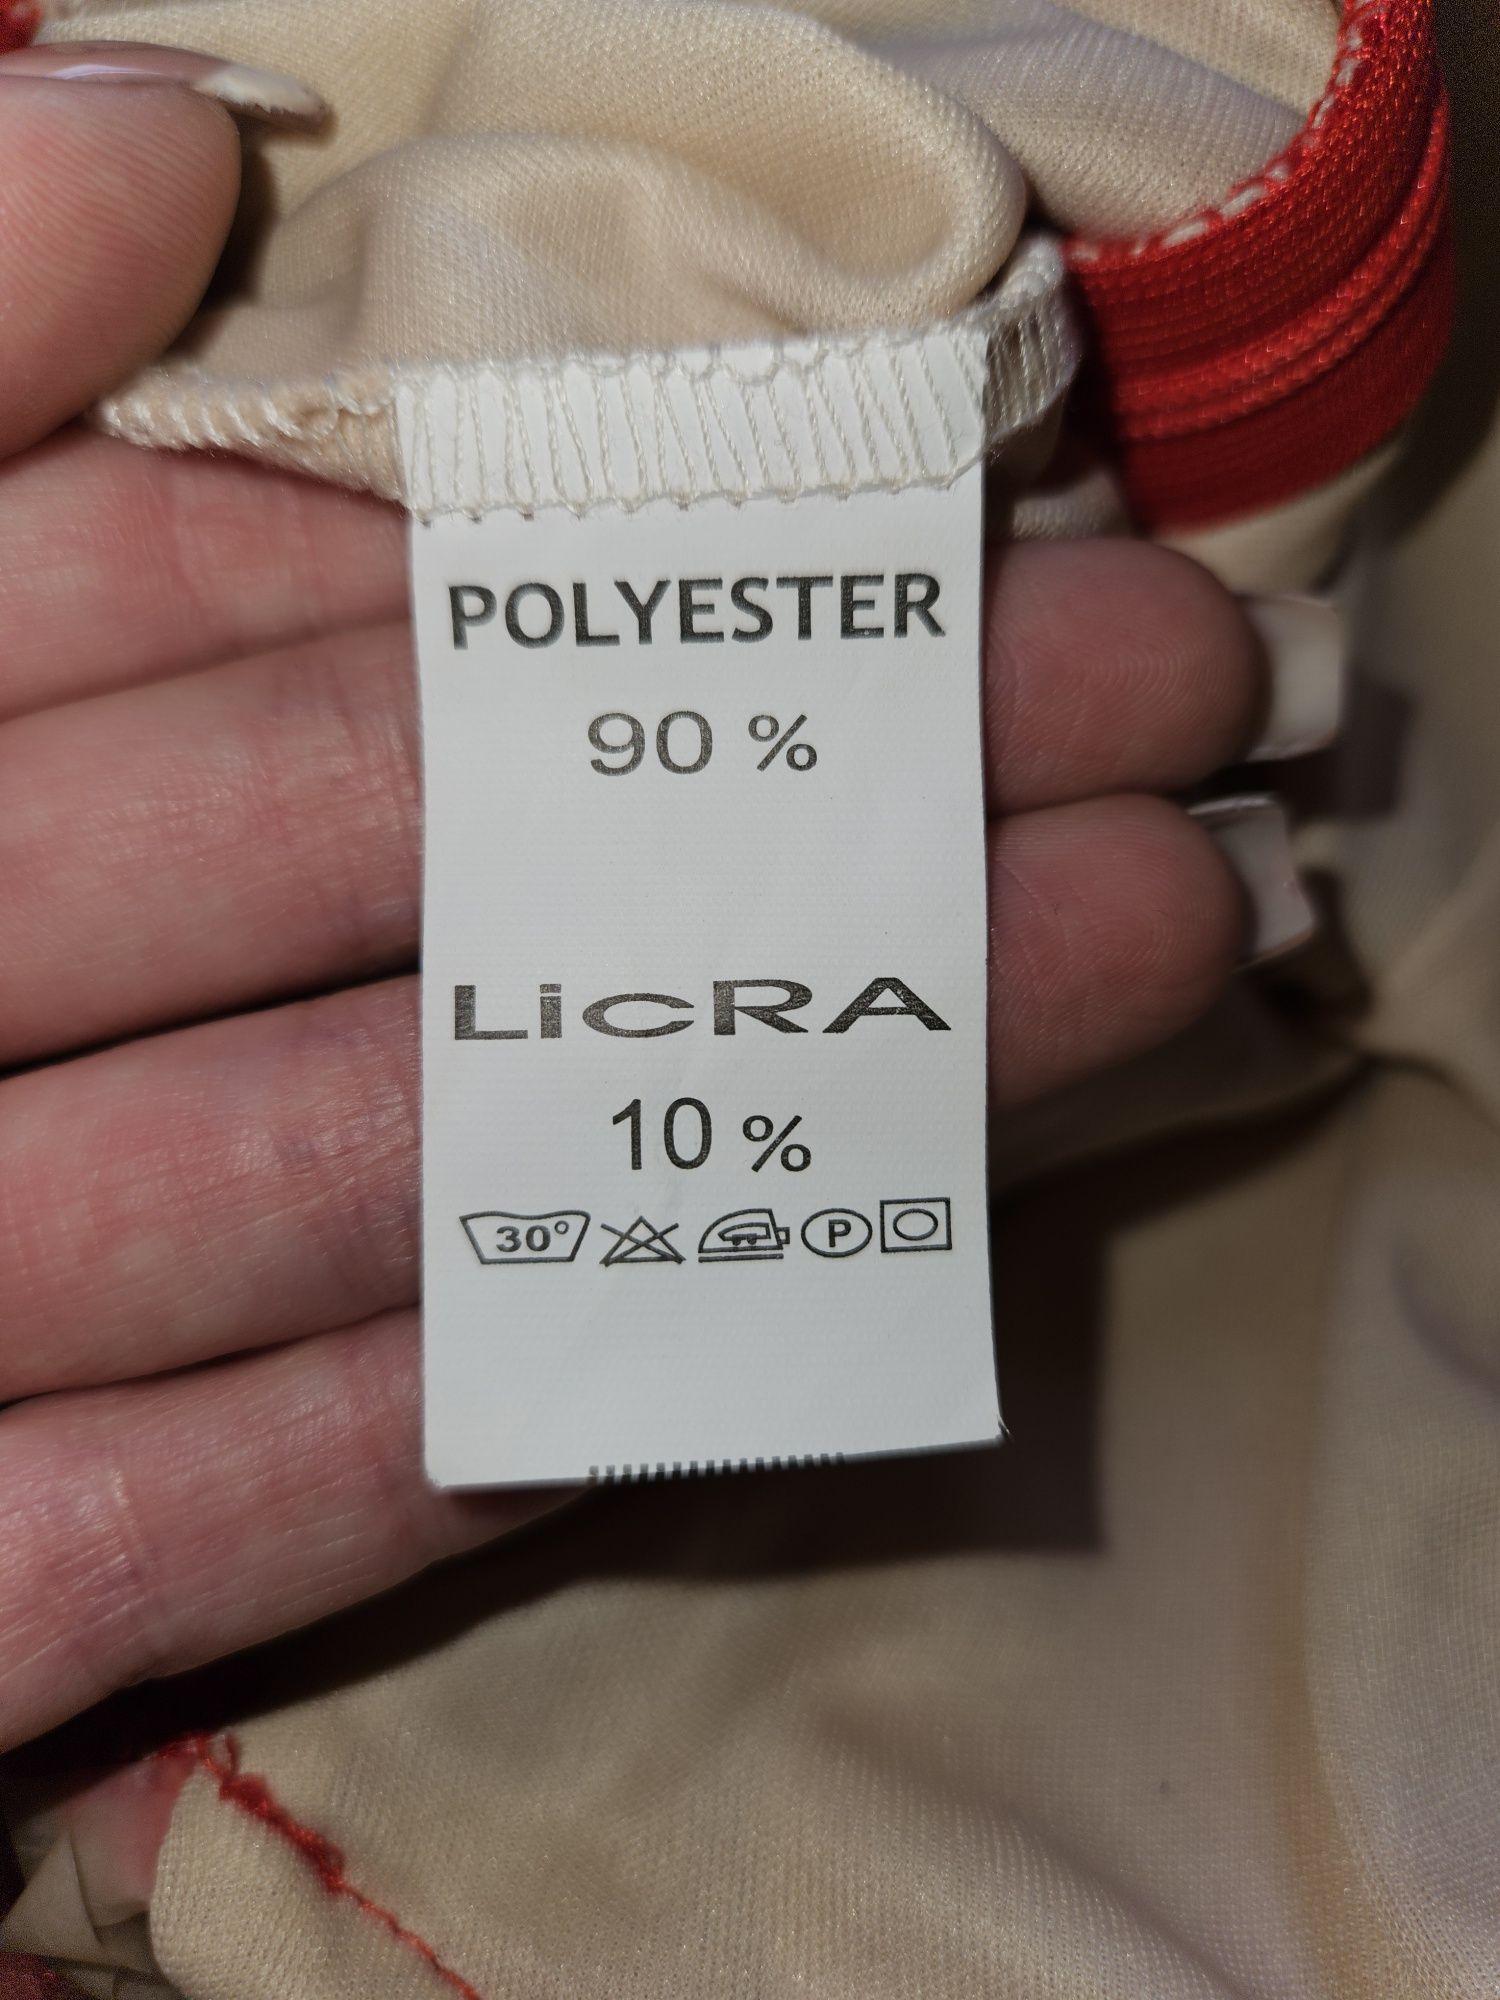 POLYESTER
90 %
LicRA
10 %
30° P